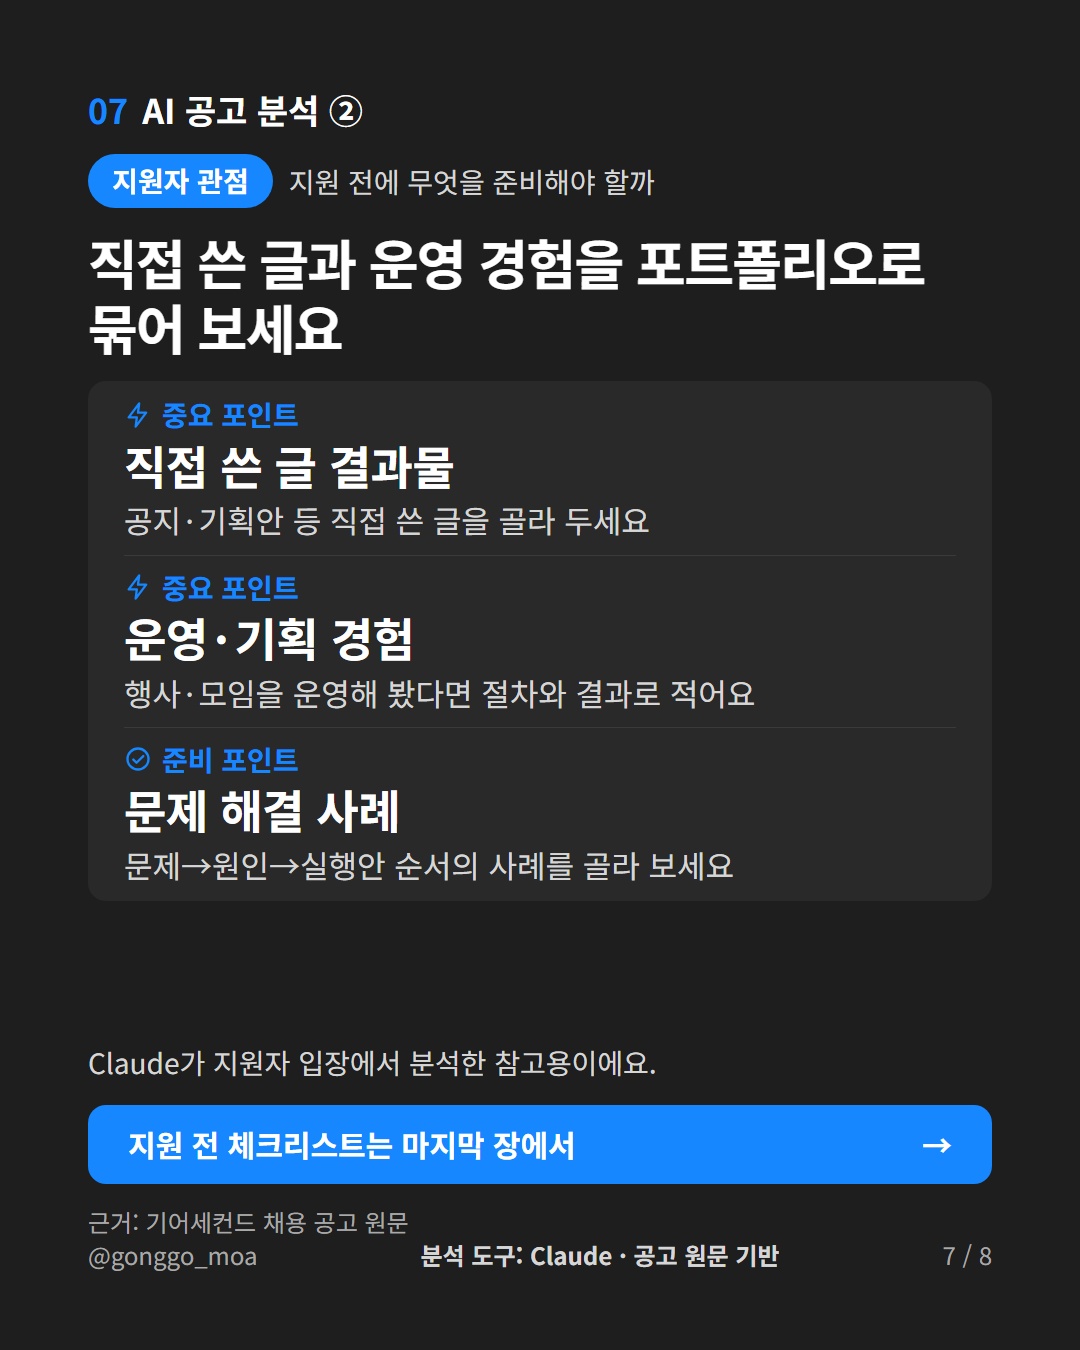 07 AI 공고 분석 ②
지원자 관점 지원 전에 무엇을 준비해야 할까
직접 쓴 글과 운영 경험을 포트폴리오로
묶어 보세요
중요 포인트
직접 쓴 글 결과물
공지·기획안 등 직접 쓴 글을 골라 두세요
중요 포인트
운영·기획 경험
행사·모임을 운영해 봤다면 절차와 결과로 적어요
준비 포인트
문제 해결 사례
문제→원인→실행안 순서의 사례를 골라 보세요
Claude가 지원자 입장에서 분석한 참고용이에요.
지원 전 체크리스트는 마지막 장에서 →
근거: 기어세컨드 채용 공고 원문
@gonggo_moa 분석 도구: Claude · 공고 원문 기반 7 / 8